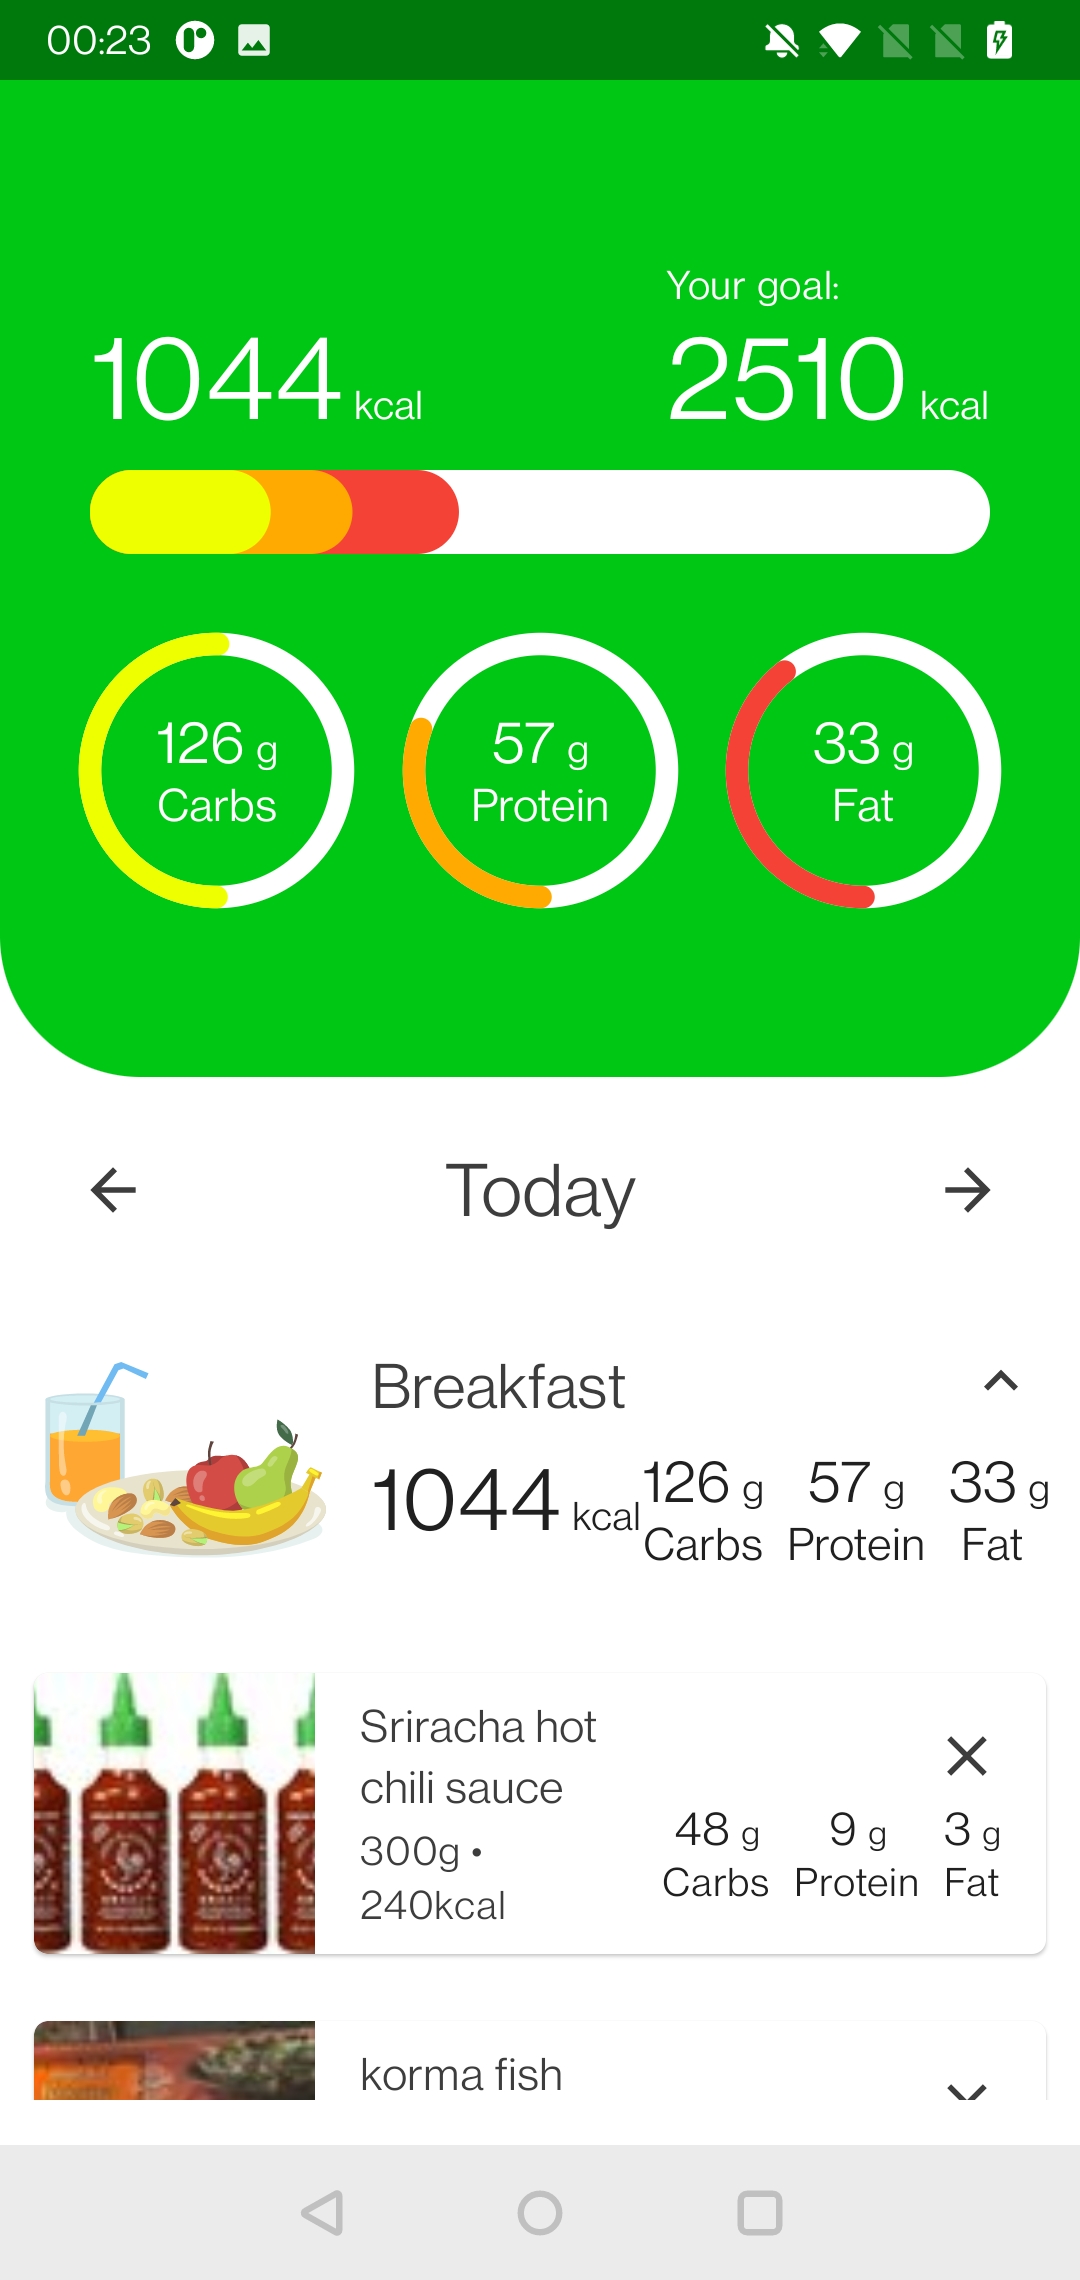 00:23
Your goal:
1044 kcal
2510 kcal
126 g
Carbs
57 g
Protein
33 g
Fat
Today
Breakfast
1044 kcal
126 g
Carbs
57 g
Protein
33 g
Fat
Sriracha hot
chili sauce
300g •
240kcal
48 g
Carbs
9 g
Protein
3 g
Fat
korma fish